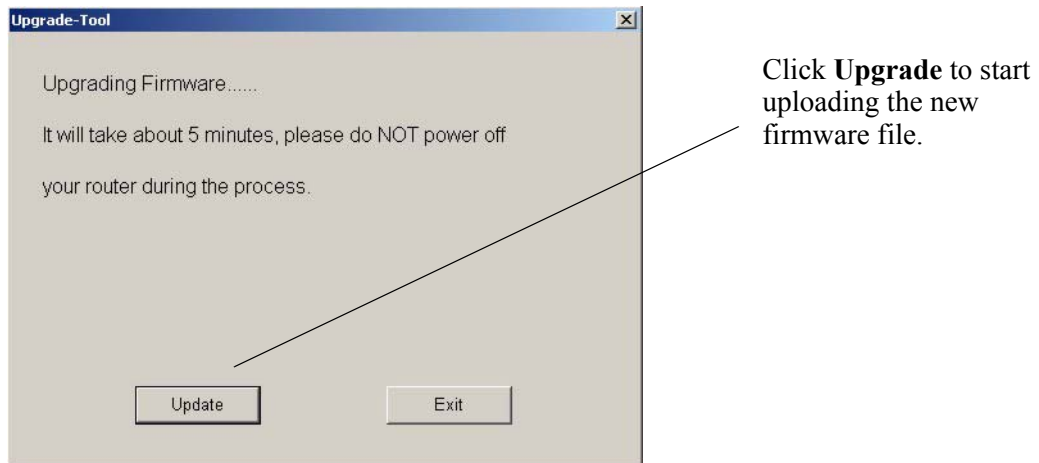 Upgrade-Tool
Upgrading Firmware......
It will take about 5 minutes, please do NOT power off
your router during the process.
Update
Exit
Click Upgrade to start
uploading the new
firmware file.